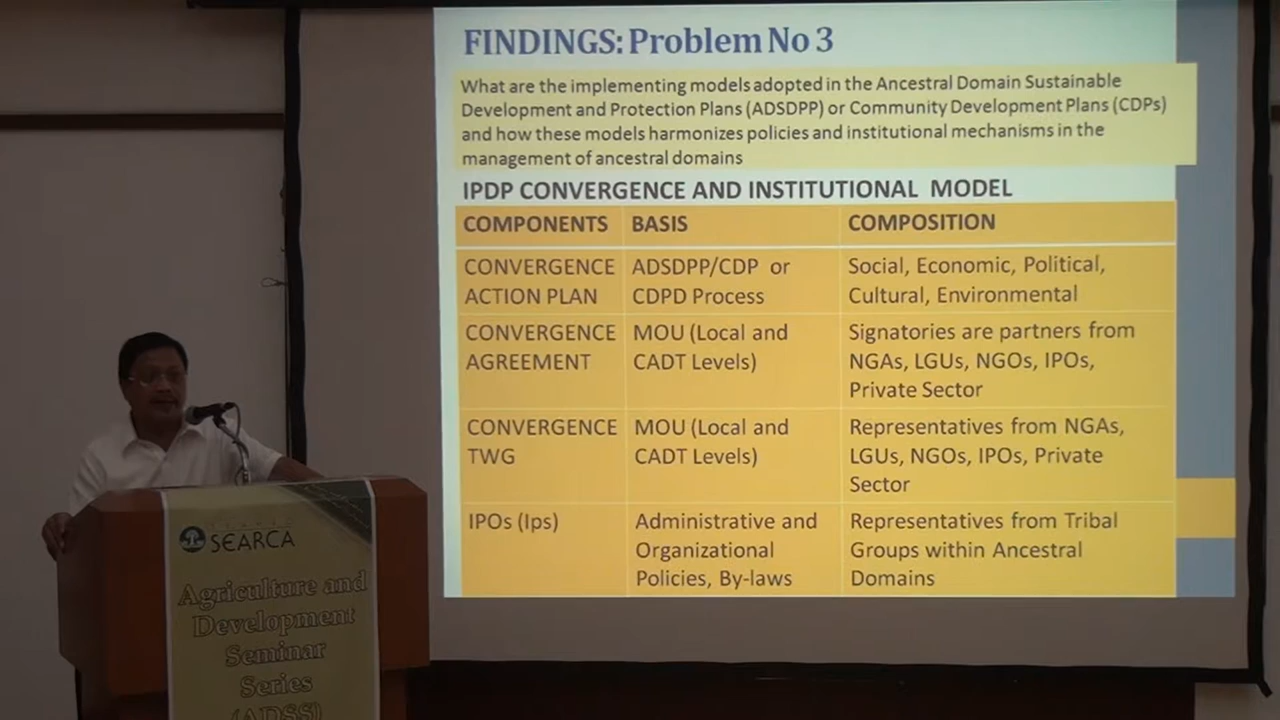 FINDINGS: Problem No 3
What are the implementing models adopted in the Ancestral Domain Sustainable
Development and Protection Plans (ADSDPP) or Community Development Plans (CDPs)
and how these models harmonizes policies and institutional mechanisms in the
management of ancestral domains
IPDP CONVERGENCE AND INSTITUTIONAL MODEL
COMPONENTS BASIS COMPOSITION
CONVERGENCE ADSDPP/CDP or Social, Economic, Political,
ACTION PLAN CDPD Process Cultural, Environmental
CONVERGENCE MOU (Local and Signatories are partners from
AGREEMENT CADT Levels) NGAs, LGUs, NGOs, IPOs,
Private Sector
CONVERGENCE MOU (Local and Representatives from NGAs,
TWG CADT Levels) LGUs, NGOs, IPOs, Private
Sector
IPOs (Ips) Administrative and Representatives from Tribal
Organizational Groups within Ancestral
Policies, By-laws Domains
SEARCA
Agriculture and
Development
Seminar
Series
(ADSS)